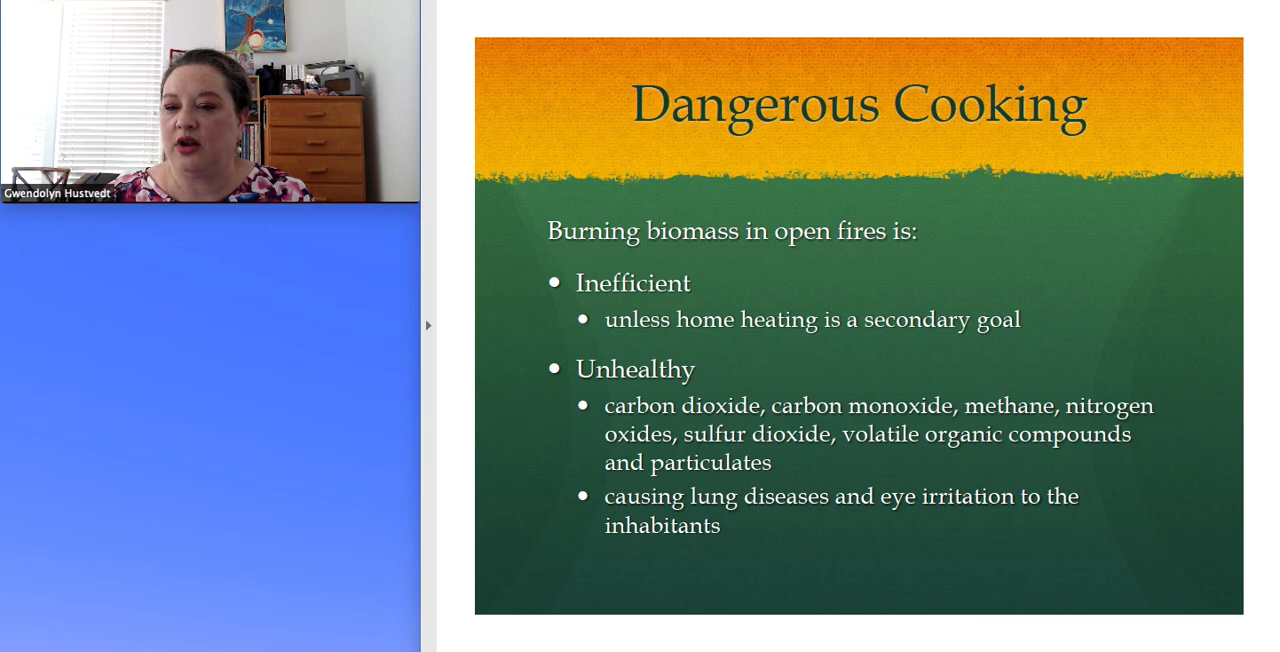 Gwendolyn Hustvedt
Dangerous Cooking
Burning biomass in open fires is:
• Inefficient
• unless home heating is a secondary goal
• Unhealthy
• carbon dioxide, carbon monoxide, methane, nitrogen
oxides, sulfur dioxide, volatile organic compounds
and particulates
• causing lung diseases and eye irritation to the
inhabitants